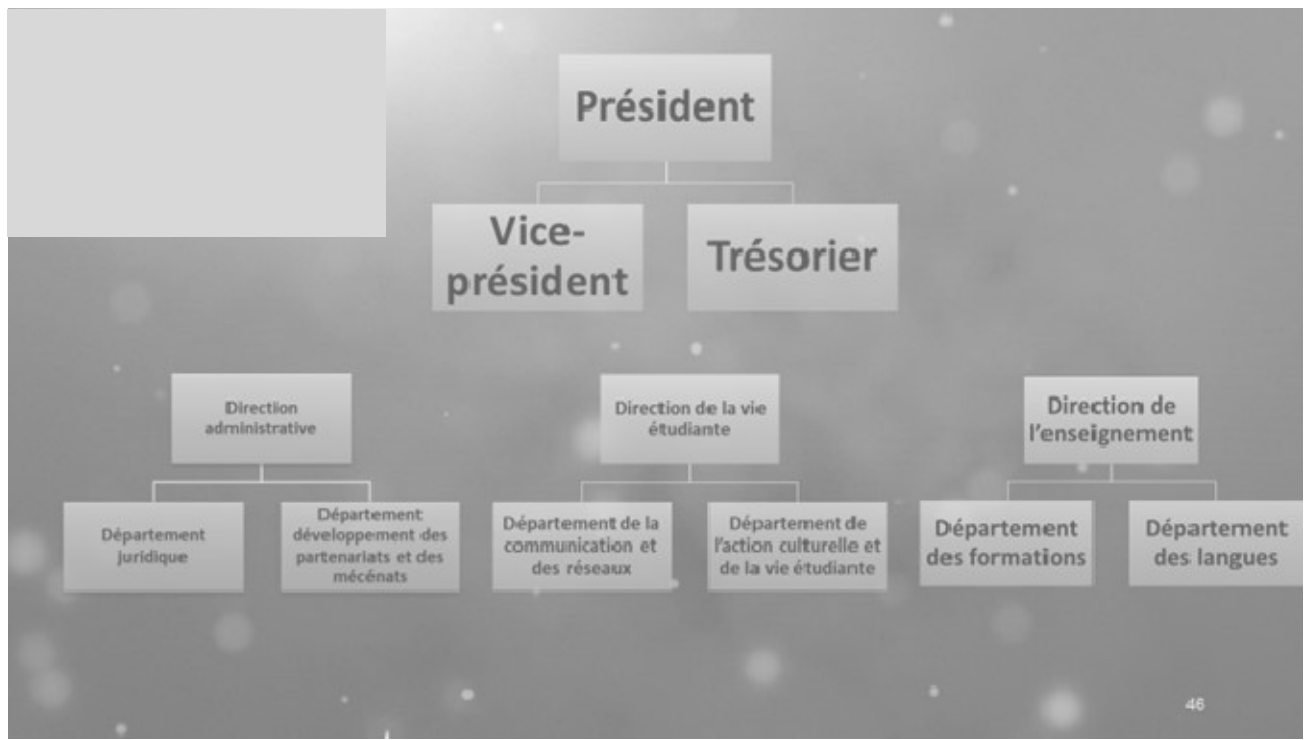 Président
Vice-
président
Trésorier
Direction
administrative
Direction de la vie
étudiante
Direction de
l'enseignement
Département
juridique
Département
développement des
partenariats et des
mécénats
Département de la
communication et
des réseaux
Département de
l'action culturelle et
de la vie étudiante
Département
des formations
Département
des langues
46